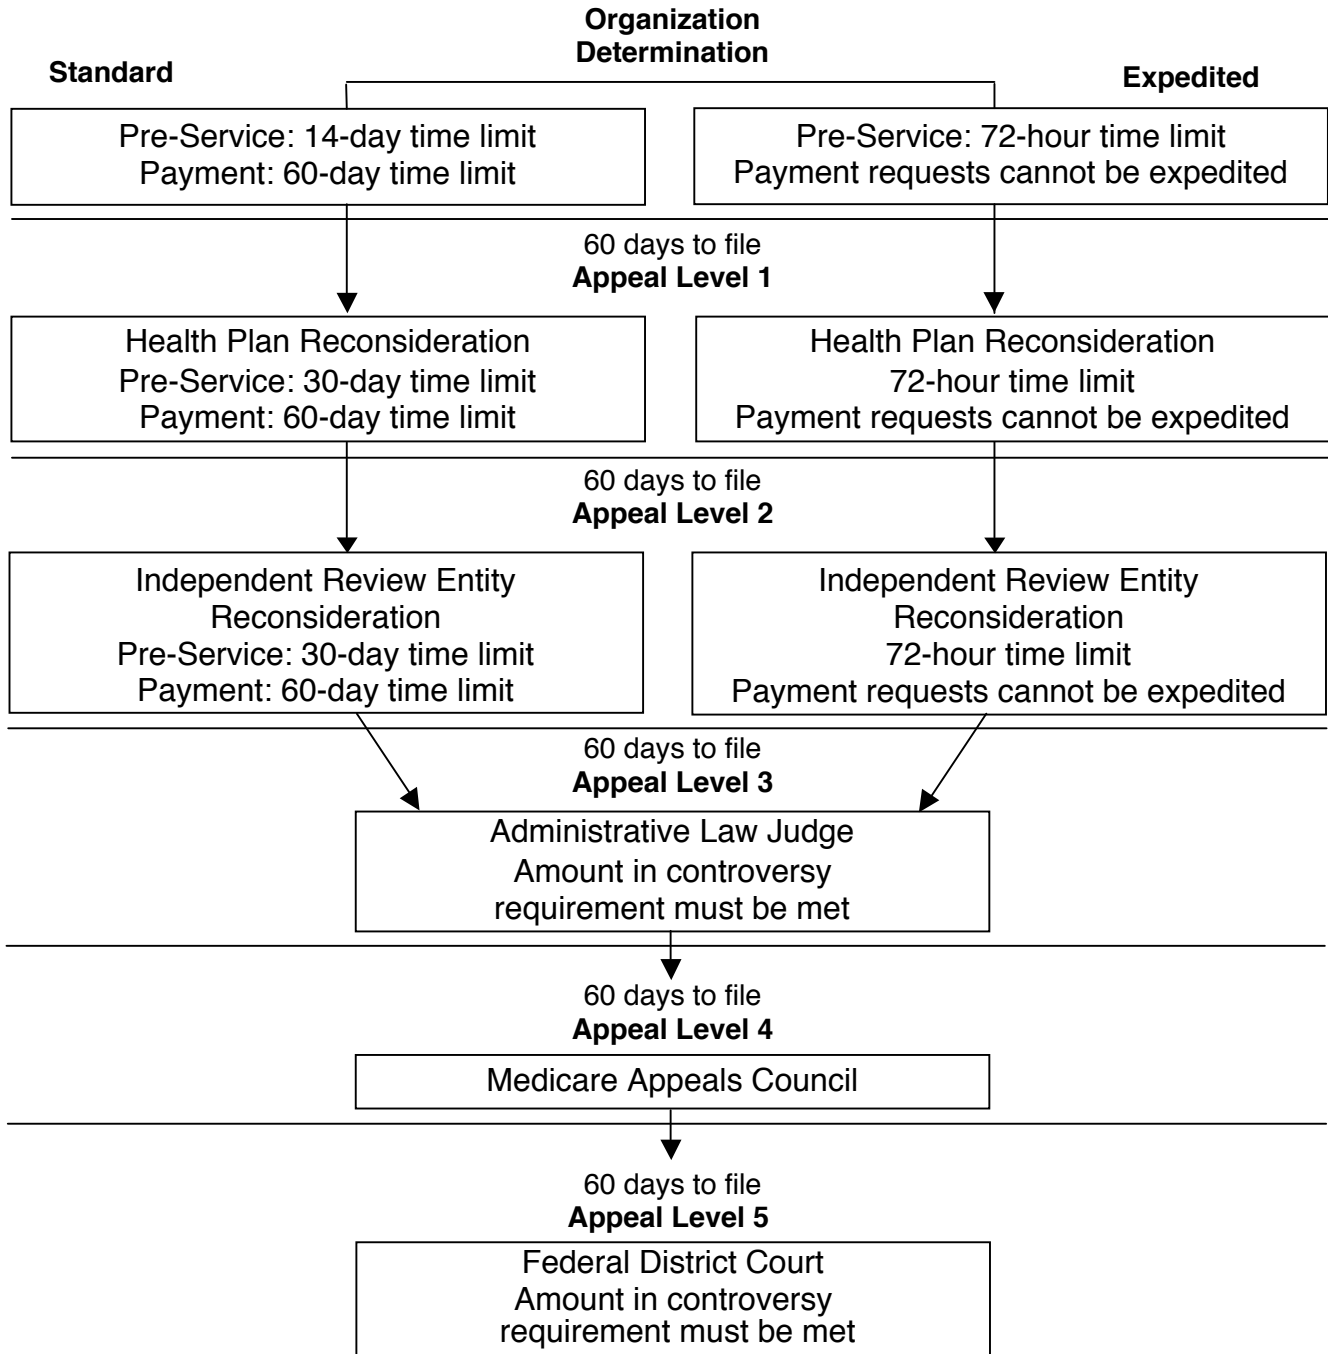 Organization
Determination
Standard
Expedited
Pre-Service: 14-day time limit
Payment: 60-day time limit
Pre-Service: 72-hour time limit
Payment requests cannot be expedited
60 days to file
Appeal Level 1
Health Plan Reconsideration
Pre-Service: 30-day time limit
Payment: 60-day time limit
Health Plan Reconsideration
72-hour time limit
Payment requests cannot be expedited
60 days to file
Appeal Level 2
Independent Review Entity
Reconsideration
Pre-Service: 30-day time limit
Payment: 60-day time limit
Independent Review Entity
Reconsideration
72-hour time limit
Payment requests cannot be expedited
60 days to file
Appeal Level 3
Administrative Law Judge
Amount in controversy
requirement must be met
60 days to file
Appeal Level 4
Medicare Appeals Council
60 days to file
Appeal Level 5
Federal District Court
Amount in controversy
requirement must be met